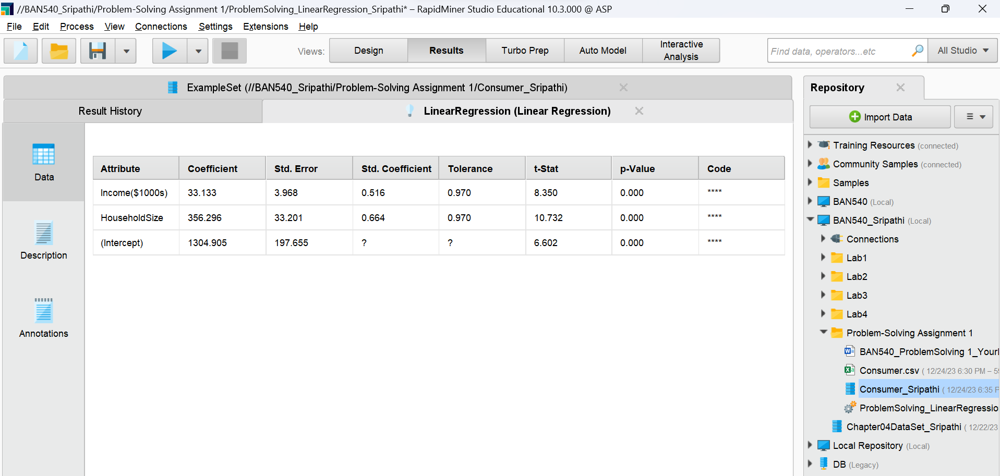 //BAN540_Sripathi/Problem-Solving Assignment 1/ProblemSolving_LinearRegression_Sripathi* – RapidMiner Studio Educational 10.3.000 @ ASP
File Edit Process View Connections Settings Extensions Help
Views: Design Results Turbo Prep Auto Model Interactive Analysis Find data, operators...etc All Studio
ExampleSet (//BAN540_Sripathi/Problem-Solving Assignment 1/Consumer_Sripathi)
Result History LinearRegression (Linear Regression)
Data
Description
Annotations
Attribute Coefficient Std. Error Std. Coefficient Tolerance t-Stat p-Value Code
Income($1000s) 33.133 3.968 0.516 0.970 8.350 0.000 ****
HouseholdSize 356.296 33.201 0.664 0.970 10.732 0.000 ****
(Intercept) 1304.905 197.655 ? ? 6.602 0.000 ****
Repository
Import Data
Training Resources (connected)
Community Samples (connected)
Samples
BAN540 (Local)
BAN540_Sripathi (Local)
Connections
Lab1
Lab2
Lab3
Lab4
Problem-Solving Assignment 1
BAN540_ProblemSolving 1_Your
Consumer.csv ( 12/24/23 6:30 PM – 5
Consumer_Sripathi ( 12/24/23 6:35 P
ProblemSolving_LinearRegressio
Chapter04DataSet_Sripathi ( 12/22/23
Local Repository (Local)
DB (Legacy)